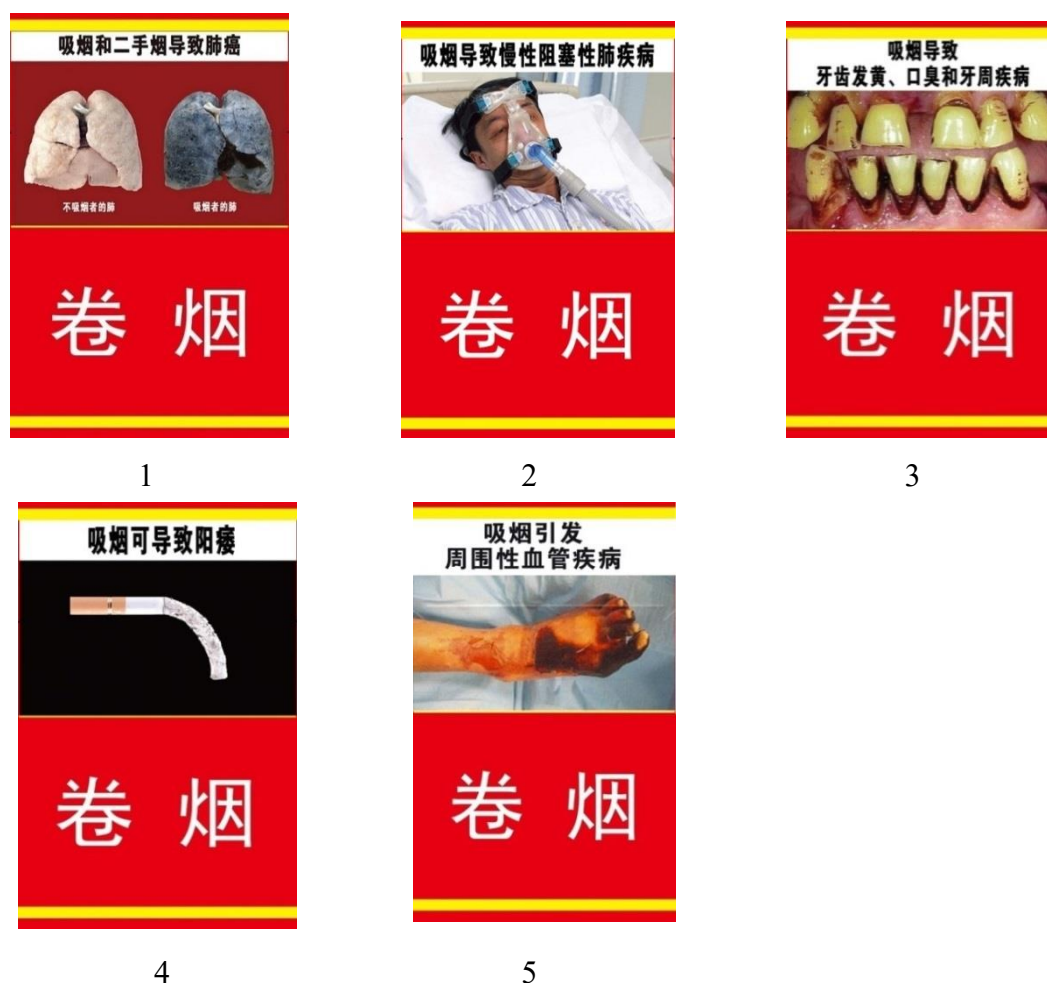 吸烟和二手烟导致肺癌
不吸烟者的肺 吸烟者的肺
卷 烟
1
吸烟导致慢性阻塞性肺疾病
卷 烟
2
吸烟导致
牙齿发黄、口臭和牙周疾病
卷 烟
3
吸烟可导致阳痿
卷 烟
4
吸烟引发
周围性血管疾病
卷 烟
5